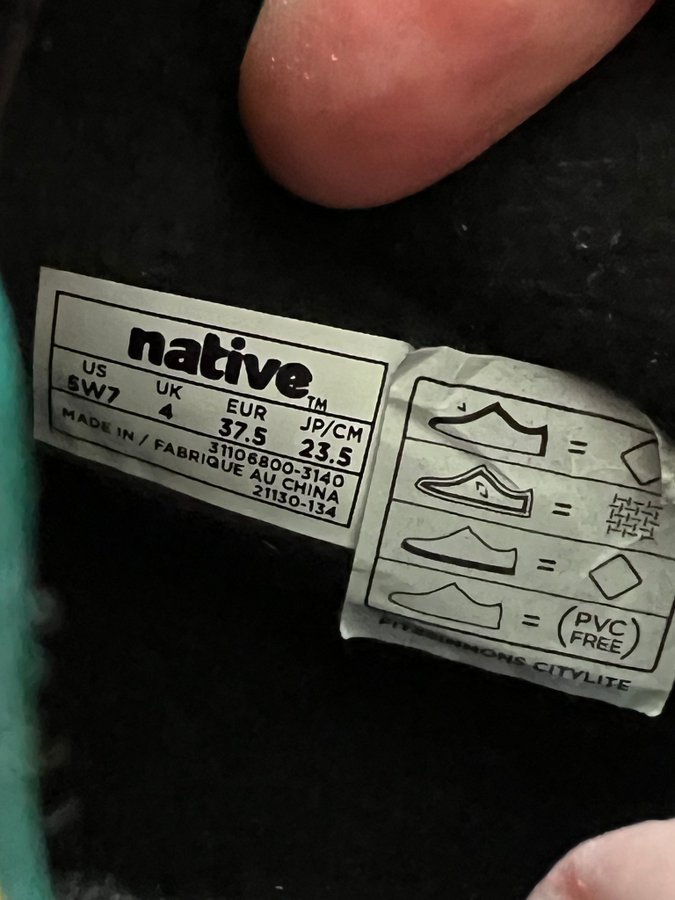 native™
US UK EUR JP/CM
5W7 4 37.5 23.5
31106800-3140
MADE IN / FABRIQUE AU CHINA
21130-134
=
=
=
= (PVC FREE)
FITZSIMMONS CITYLITE